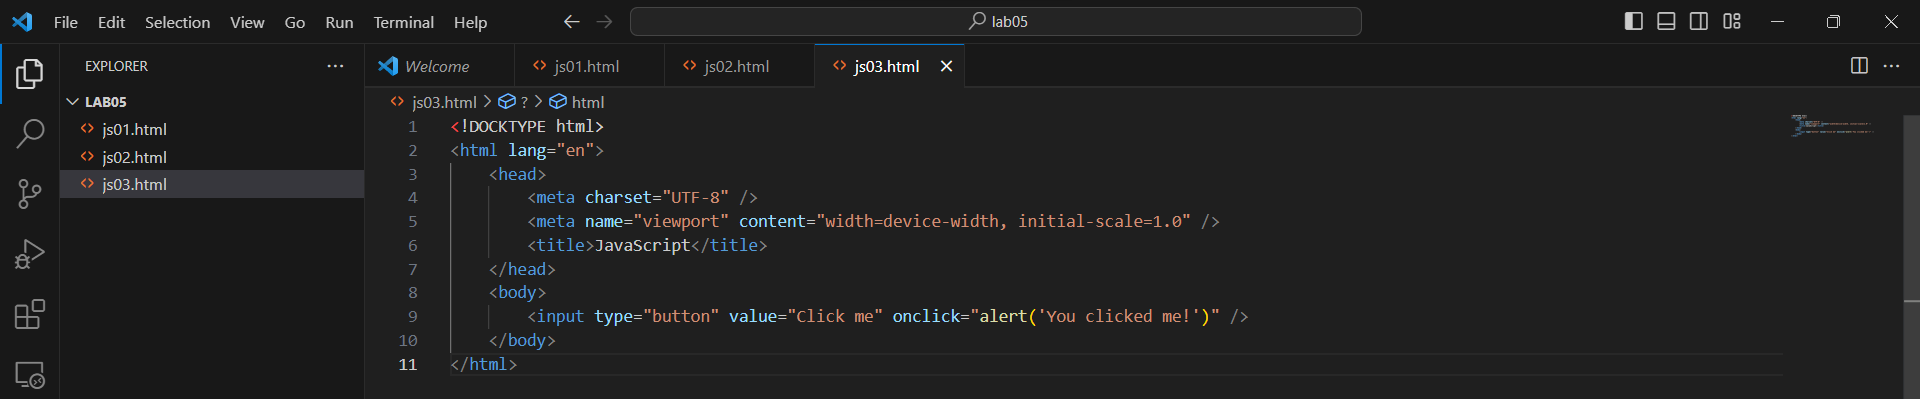 File Edit Selection View Go Run Terminal Help lab05
EXPLORER
LAB05
js01.html
js02.html
js03.html
Welcome js01.html js02.html js03.html
js03.html > ? > html
1 <!DOCKTYPE html>
2 <html lang="en">
3 <head>
4 <meta charset="UTF-8" />
5 <meta name="viewport" content="width=device-width, initial-scale=1.0" />
6 <title>JavaScript</title>
7 </head>
8 <body>
9 <input type="button" value="Click me" onclick="alert('You clicked me!')" />
10 </body>
11 </html>